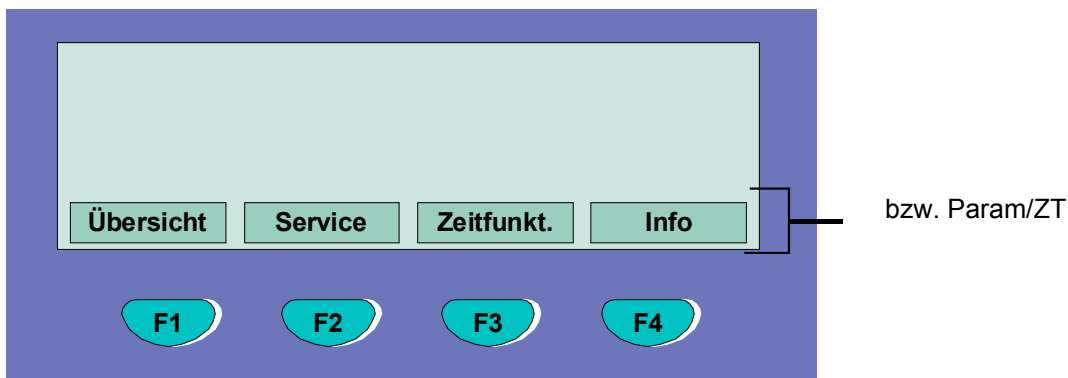 Übersicht Service Zeitfunkt. Info
bzw. Param/ZT
F1 F2 F3 F4